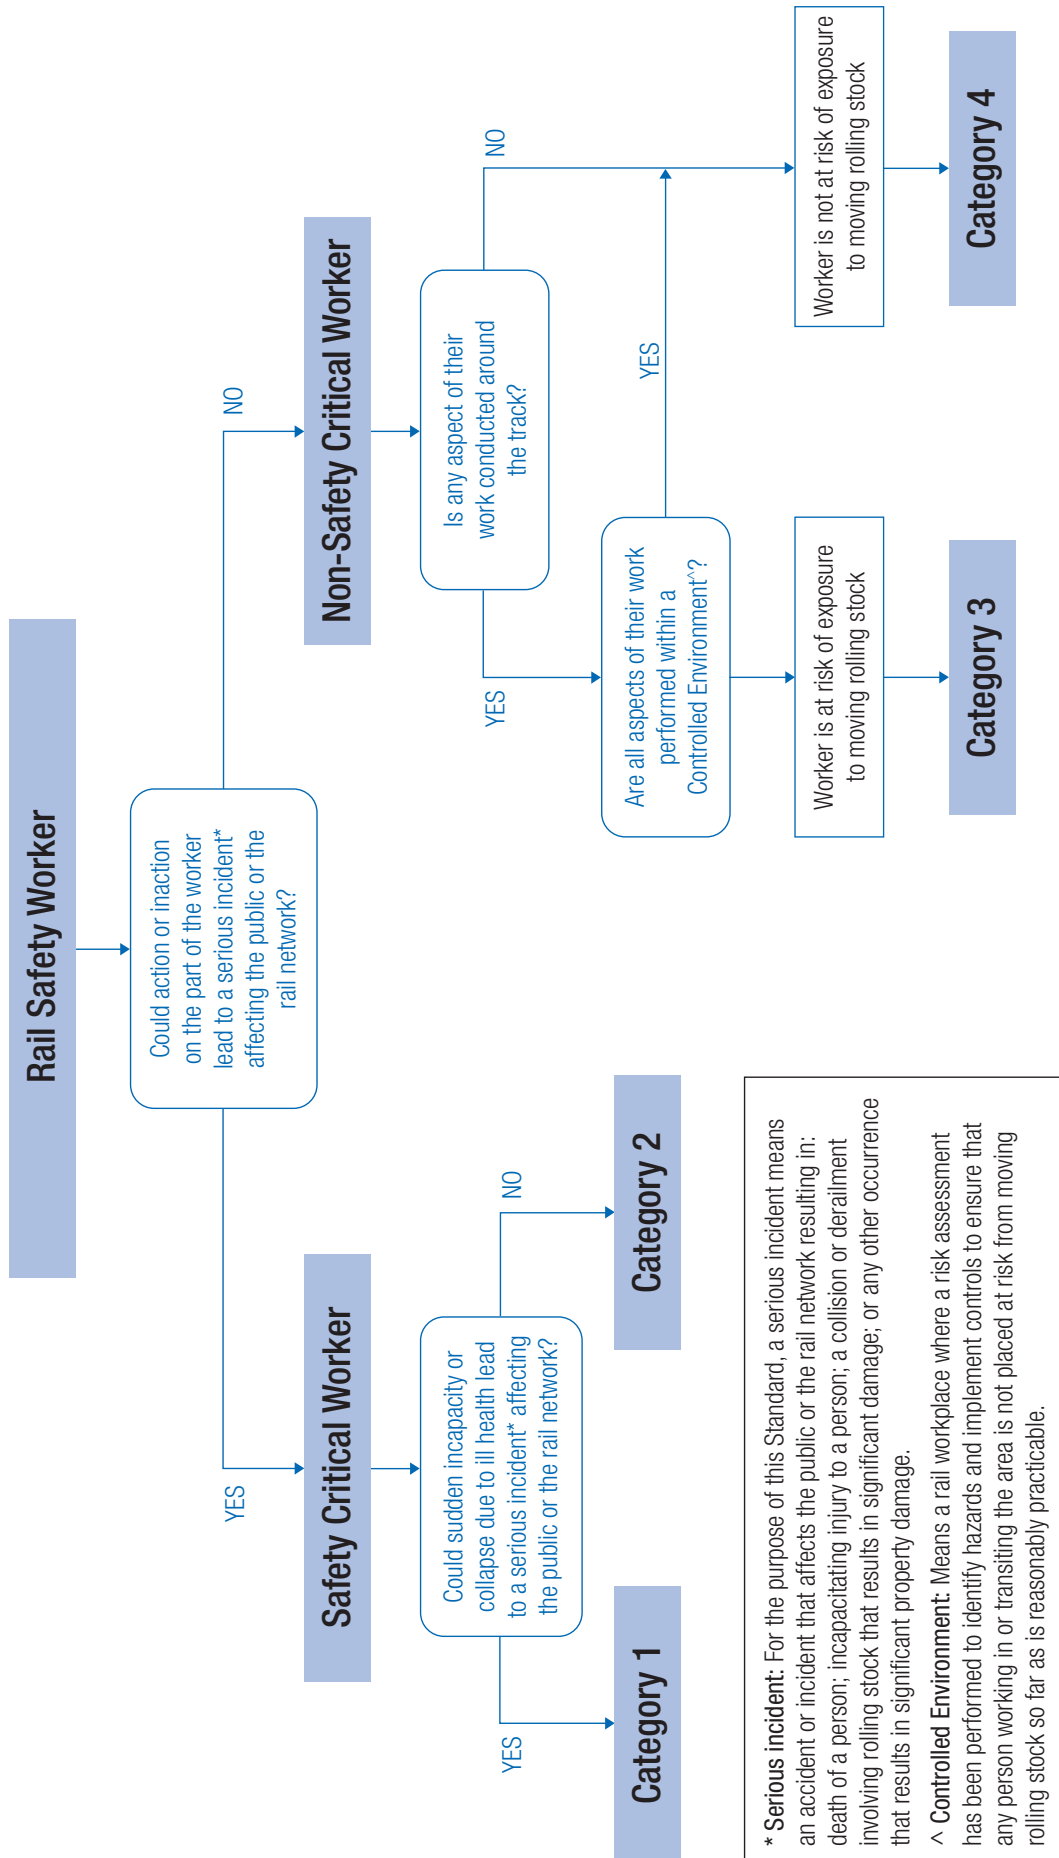 Rail Safety Worker
Could action or inaction
on the part of the worker
lead to a serious incident*
affecting the public or the
rail network?
YES
NO
Safety Critical Worker
Non-Safety Critical Worker
Could sudden incapacity or
collapse due to ill health lead
to a serious incident* affecting
the public or the rail network?
Is any aspect of their
work conducted around
the track?
YES
NO
YES
NO
Category 1
Category 2
Are all aspects of their work
performed within a
Controlled Environment^?
YES
Worker is at risk of exposure
to moving rolling stock
Worker is not at risk of exposure
to moving rolling stock
Category 3
Category 4
* Serious incident: For the purpose of this Standard, a serious incident means
an accident or incident that affects the public or the rail network resulting in:
death of a person; incapacitating injury to a person; a collision or derailment
involving rolling stock that results in significant damage; or any other occurrence
that results in significant property damage.
^ Controlled Environment: Means a rail workplace where a risk assessment
has been performed to identify hazards and implement controls to ensure that
any person working in or transiting the area is not placed at risk from moving
rolling stock so far as is reasonably practicable.